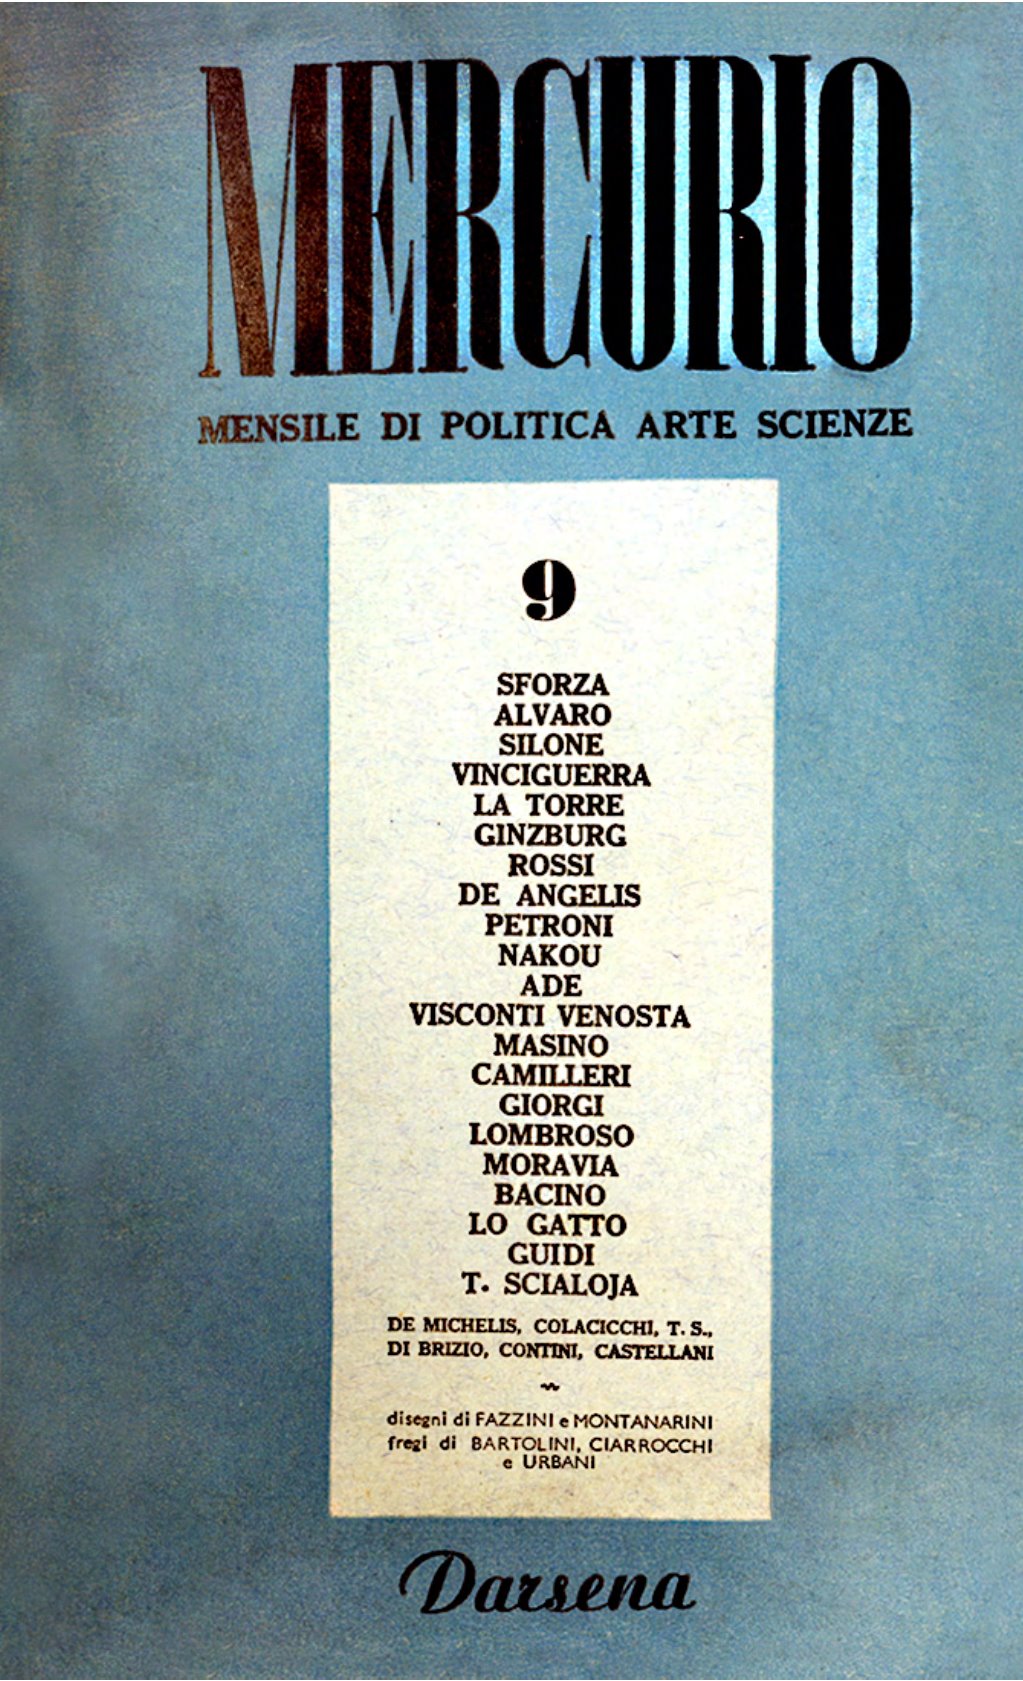 MERCURIO
MENSILE DI POLITICA ARTE SCIENZE
9
SFORZA
ALVARO
SILONE
VINCIGUERRA
LA TORRE
GINZBURG
ROSSI
DE ANGELIS
PETRONI
NAKOU
ADE
VISCONTI VENOSTA
MASINO
CAMILLERI
GIORGI
LOMBROSO
MORAVIA
BACINO
LO GATTO
GUIDI
T. SCIALOJA
DE MICHELIS, COLACICCHI, T. S.,
DI BRIZIO, CONTINI, CASTELLANI
disegni di FAZZINI e MONTANARINI
fregi di BARTOLINI, CIARROCCHI
e URBANI
Darsena